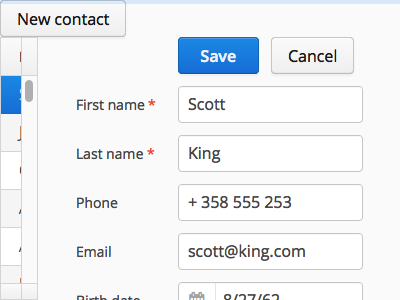 New contact
Save Cancel
First name * Scott
Last name * King
Phone + 358 555 253
Email scott@king.com
Birth date 8/27/62